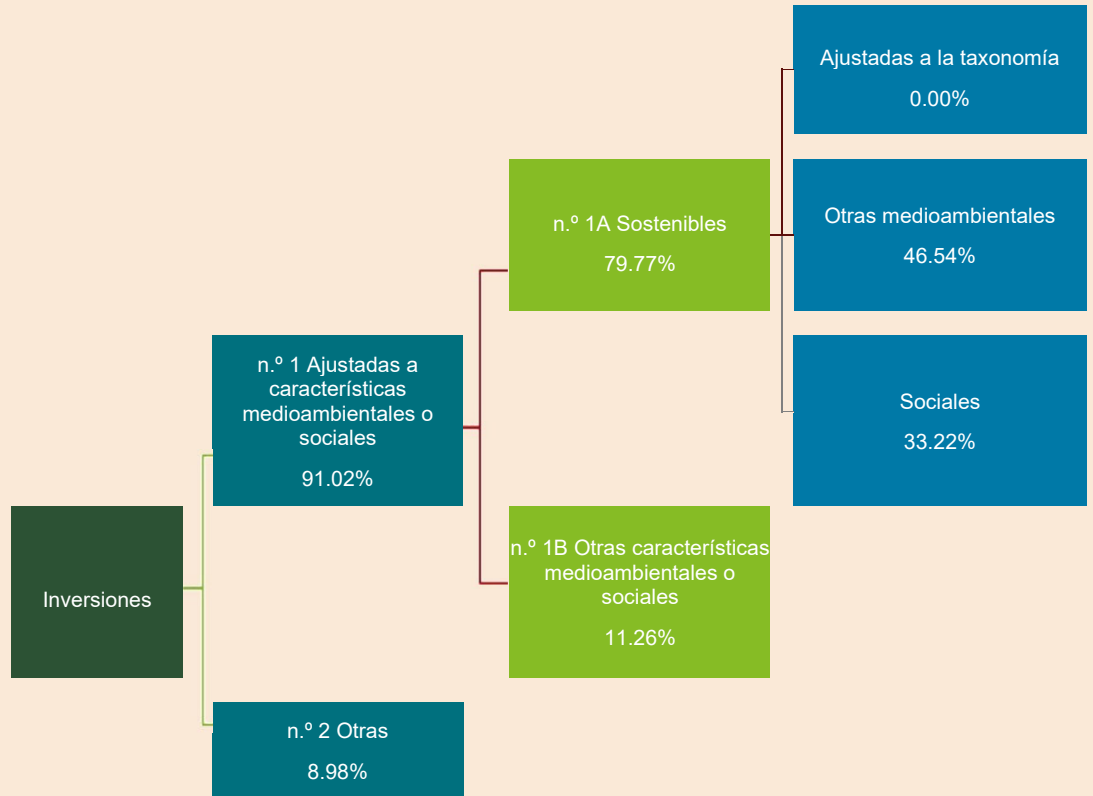 Ajustadas a la taxonomía
0.00%
n.º 1A Sostenibles
79.77%
Otras medioambientales
46.54%
n.º 1 Ajustadas a
características
medioambientales o
sociales
91.02%
Sociales
33.22%
Inversiones
n.º 1B Otras características
medioambientales o
sociales
11.26%
n.º 2 Otras
8.98%